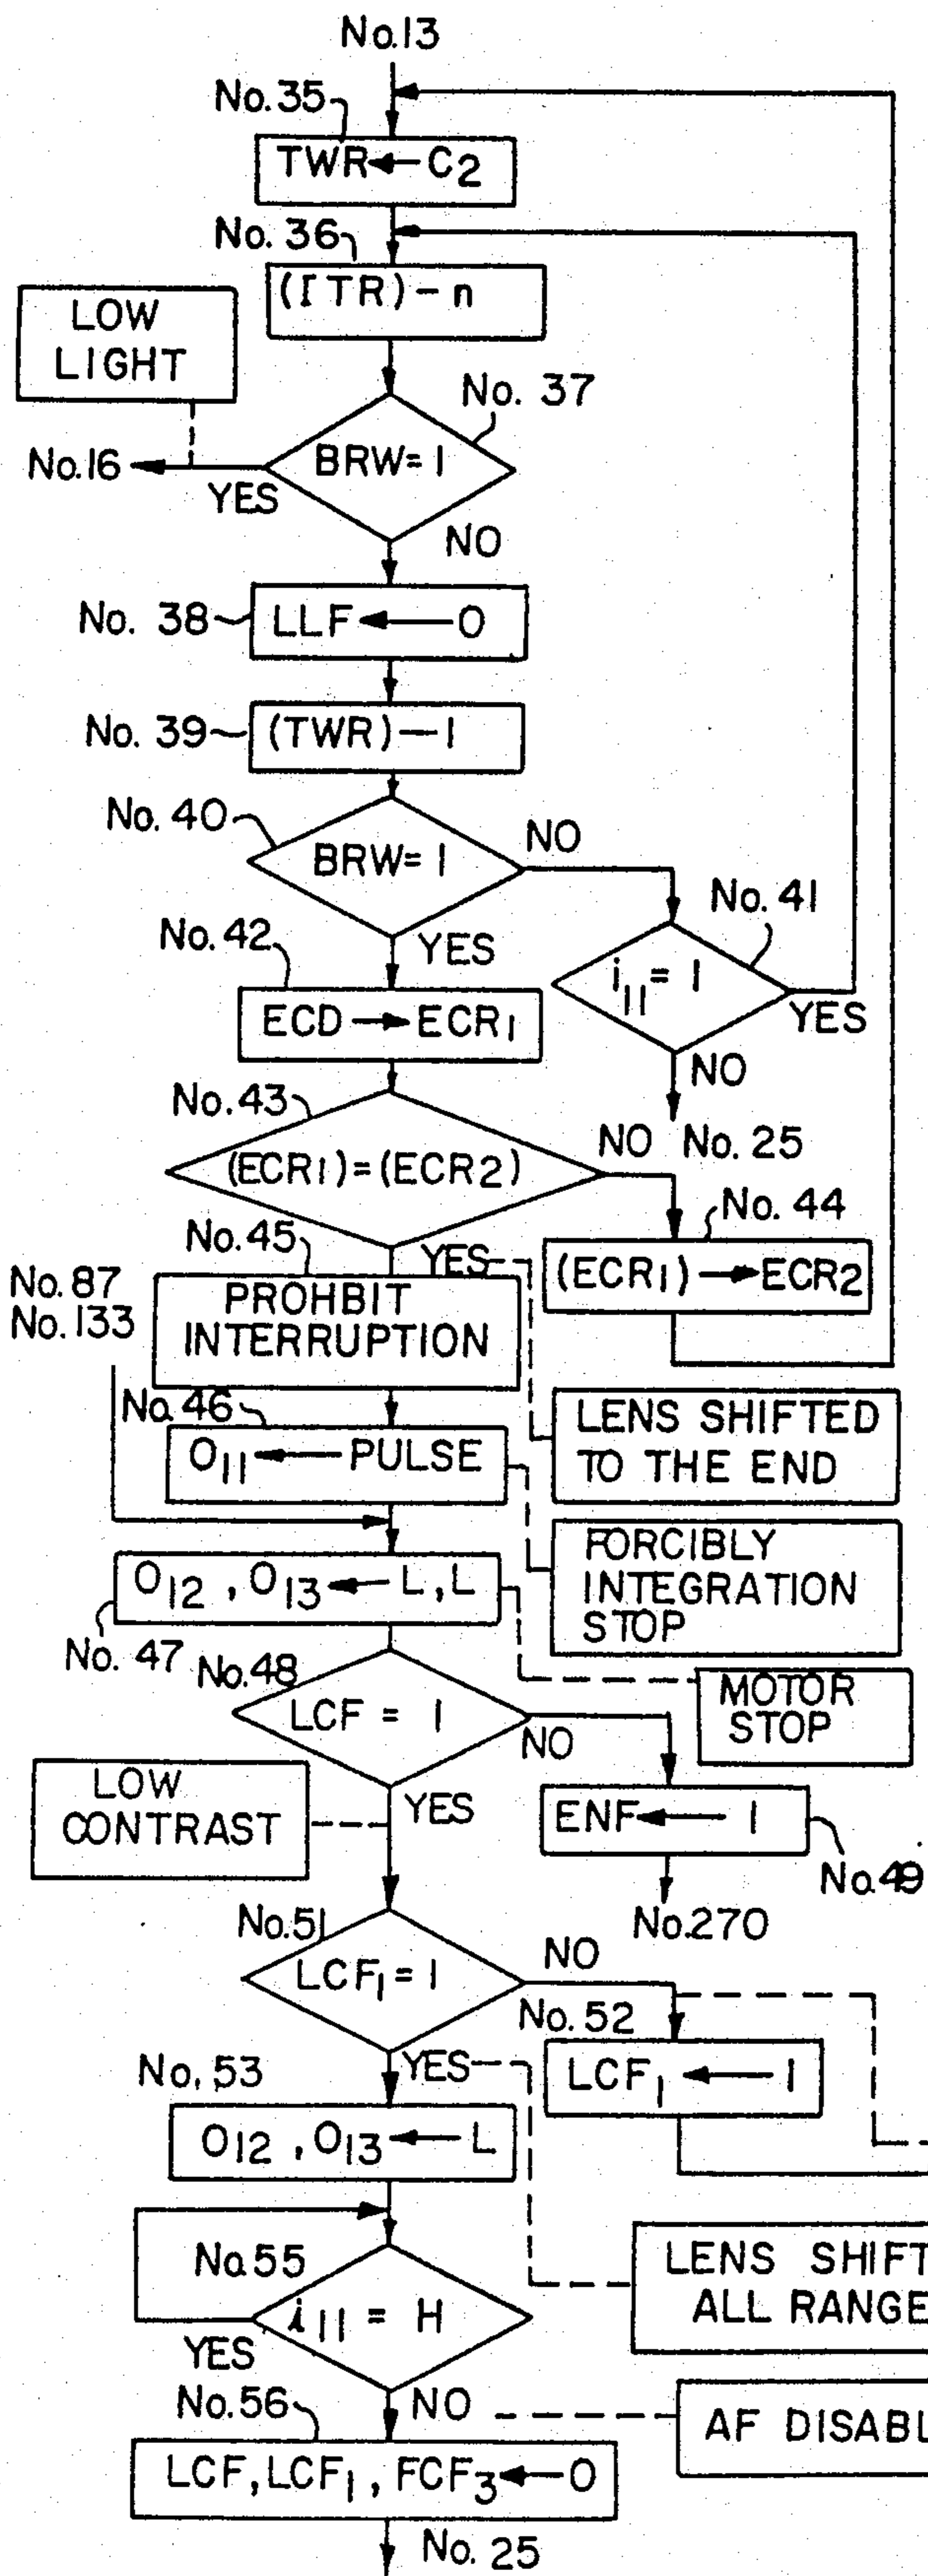 No.13
No.35
TWR←C2
No. 36
(ITR)-n
LOW
LIGHT
No. 37
BRW=1
No.16
YES
NO
No. 38
LLF←0
No. 39
(TWR)-1
No. 40
BRW=1
NO
No. 41
i11=1
YES
NO
No. 25
YES
No.42
ECD→ECR1
No.43
(ECR1)=(ECR2)
NO
No. 44
(ECR1)→ECR2
YES
No.45
PROHBIT
INTERRUPTION
No.87
No.133
LENS SHIFTED
TO THE END
No.46
O11←PULSE
FORCIBLY
INTEGRATION
STOP
O12, O13←L, L
No. 47
MOTOR
STOP
No.48
LCF = 1
NO
ENF←1
No.49
No.270
LOW
CONTRAST
YES
No.51
LCF1=1
NO
No. 52
LCF1←1
YES
No. 53
O12, O13←L
LENS SHIFT
ALL RANGE
No.55
i11 = H
YES
NO
AF DISABL
No.56
LCF, LCF1, FCF3←0
No. 25